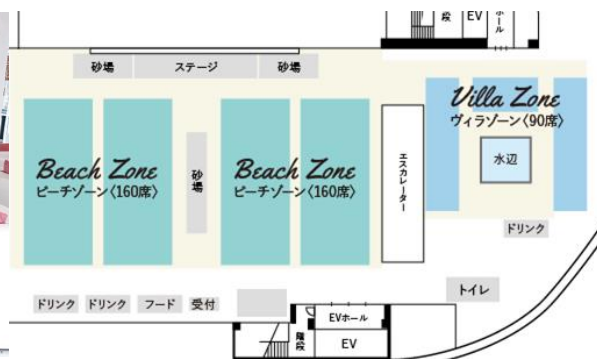 階段
EV
ホール
砂場
ステージ
砂場
Beach Zone
ビーチゾーン〈160席〉
砂場
Beach Zone
ビーチゾーン〈160席〉
エスカレーター
Villa Zone
ヴィラゾーン〈90席〉
水辺
ドリンク
トイレ
ドリンク
ドリンク
フード
受付
階段
EVホール
EV